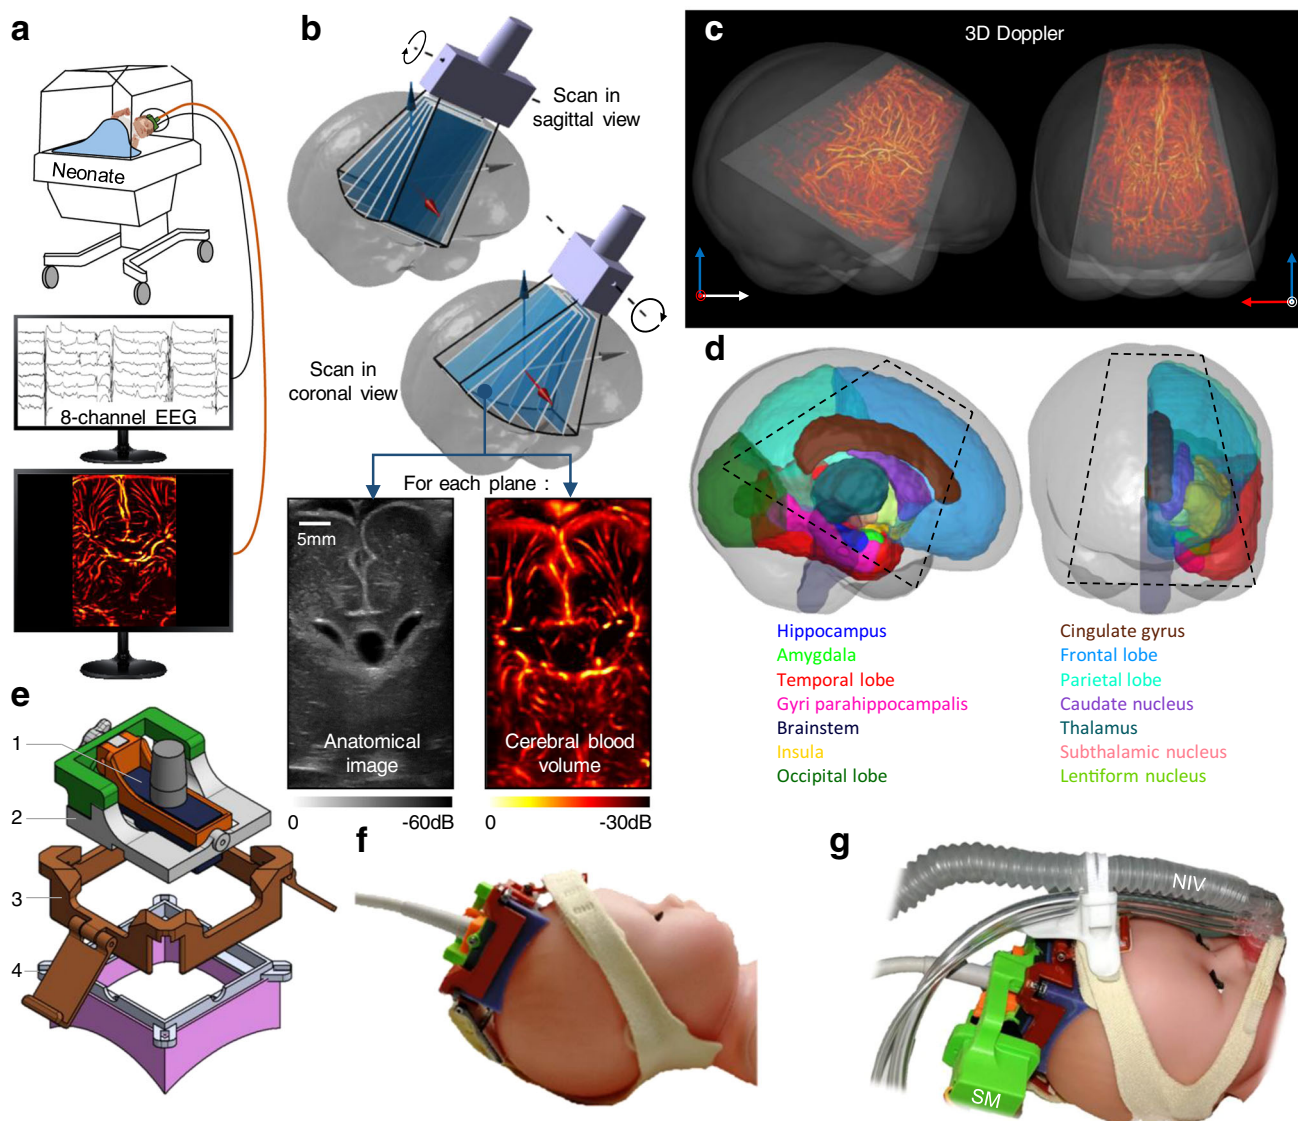 a
Neonate
8-channel EEG
b
Scan in
sagittal view
Scan in
coronal view
For each plane :
5mm
Anatomical
image
Cerebral blood
volume
0
-60dB
0
-30dB
c
3D Doppler
d
Hippocampus
Amygdala
Temporal lobe
Gyri parahippocampalis
Brainstem
Insula
Occipital lobe
Cingulate gyrus
Frontal lobe
Parietal lobe
Caudate nucleus
Thalamus
Subthalamic nucleus
Lentiform nucleus
e
1
2
3
4
f
g
NIV
SM